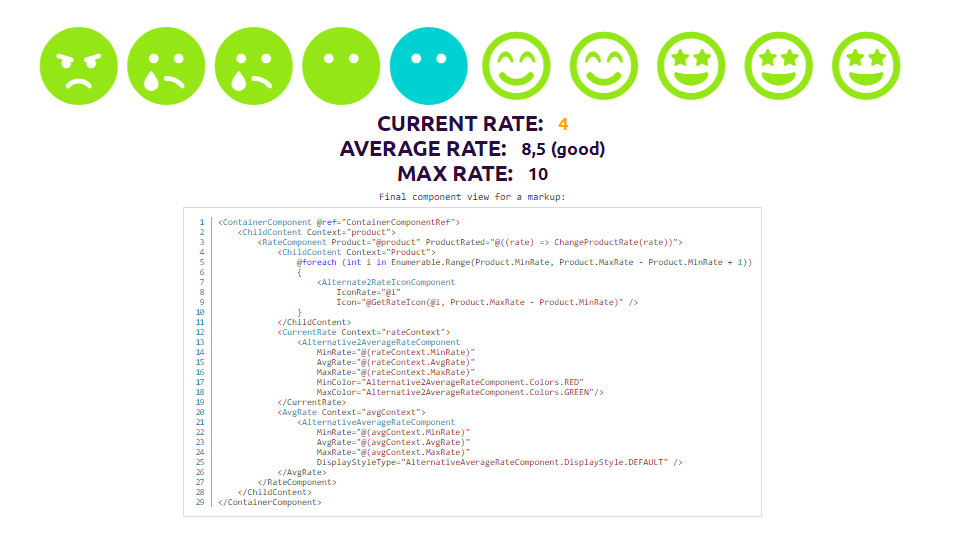 CURRENT RATE: 4
AVERAGE RATE: 8,5 (good)
MAX RATE: 10
Final component view for a markup:
1 <ContainerComponent @ref="ContainerComponentRef">
2 <ChildContent Context="product">
3 <RateComponent Product="@product" ProductRated="@((rate) => ChangeProductRate(rate))">
4 <ChildContent Context="Product">
5 @foreach (int i in Enumerable.Range(Product.MinRate, Product.MaxRate - Product.MinRate + 1))
6 {
7 <Alternate2RateIconComponent
8 IconRate="@i"
9 Icon="@GetRateIcon(@i, Product.MaxRate - Product.MinRate)" />
10 }
11 </ChildContent>
12 <CurrentRate Context="rateContext">
13 <Alternative2AverageRateComponent
14 MinRate="@(rateContext.MinRate)"
15 AvgRate="@(rateContext.AvgRate)"
16 MaxRate="@(rateContext.MaxRate)"
17 MinColor="Alternative2AverageRateComponent.Colors.RED"
18 MaxColor="Alternative2AverageRateComponent.Colors.GREEN"/>
19 </CurrentRate>
20 <AvgRate Context="avgContext">
21 <AlternativeAverageRateComponent
22 MinRate="@(avgContext.MinRate)"
23 AvgRate="@(avgContext.AvgRate)"
24 MaxRate="@(avgContext.MaxRate)"
25 DisplayStyleType="AlternativeAverageRateComponent.DisplayStyle.DEFAULT" />
26 </AvgRate>
27 </RateComponent>
28 </ChildContent>
29 </ContainerComponent>